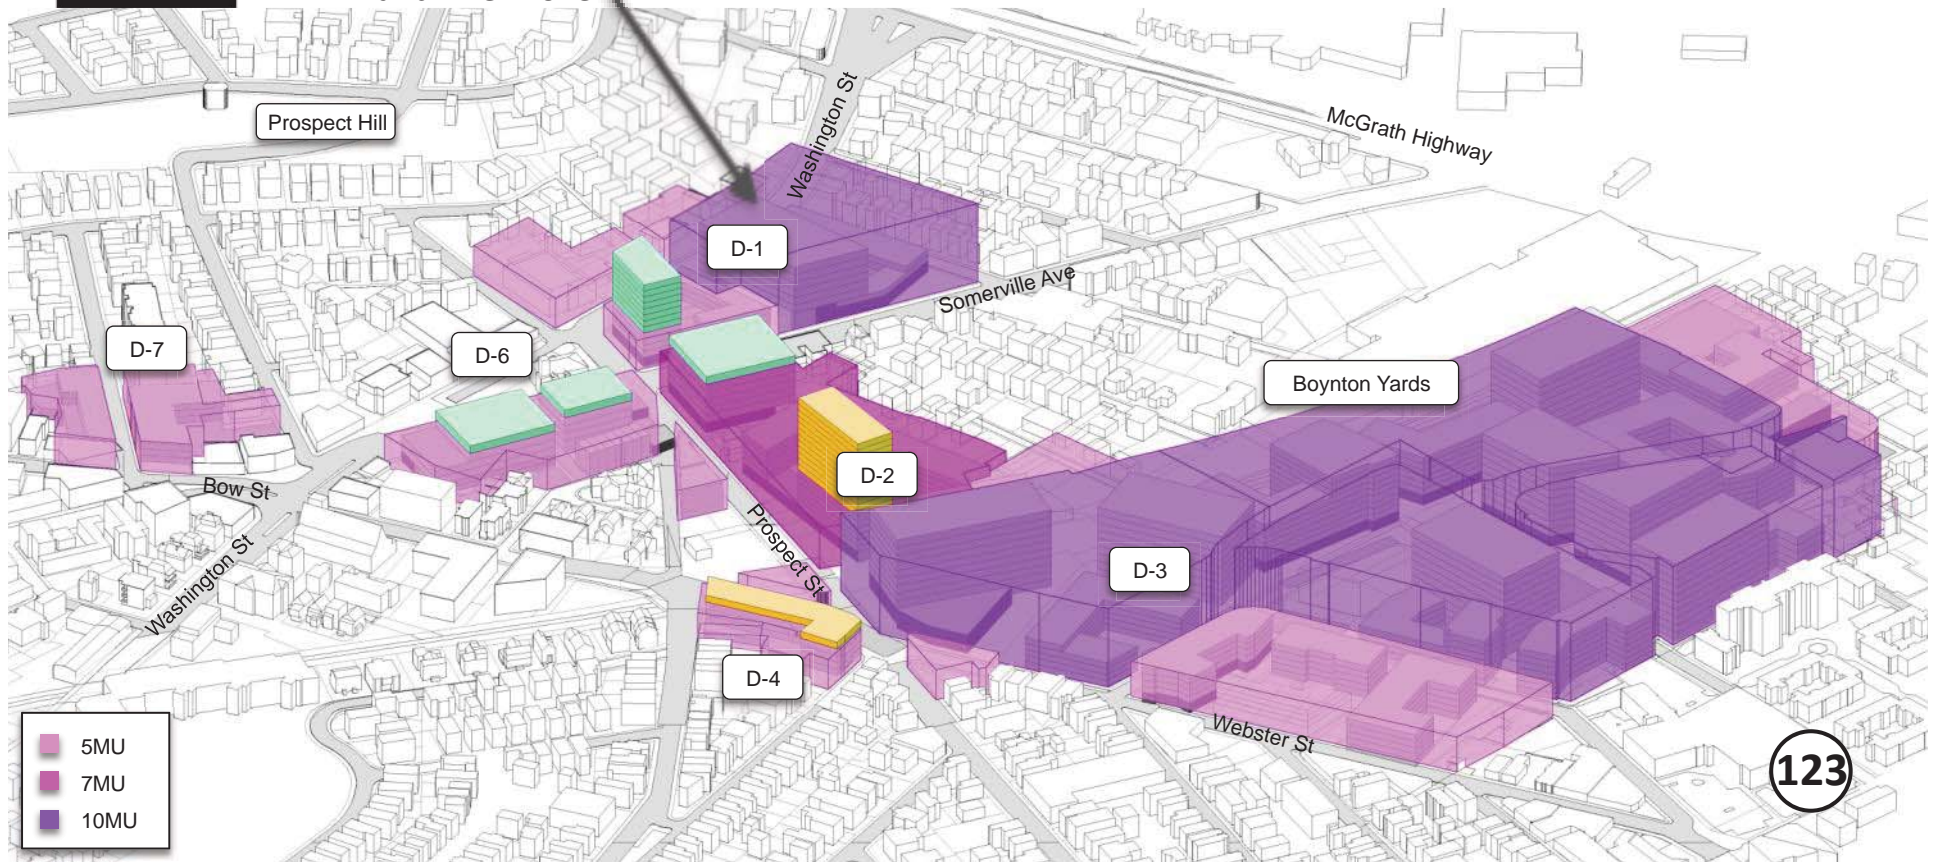 Washington St
McGrath Highway
Prospect Hill
D-1
Somerville Ave
D-7
D-6
Boynton Yards
D-2
Bow St
Prospect St
Washington St
D-3
D-4
Webster St
5MU
7MU
10MU
123